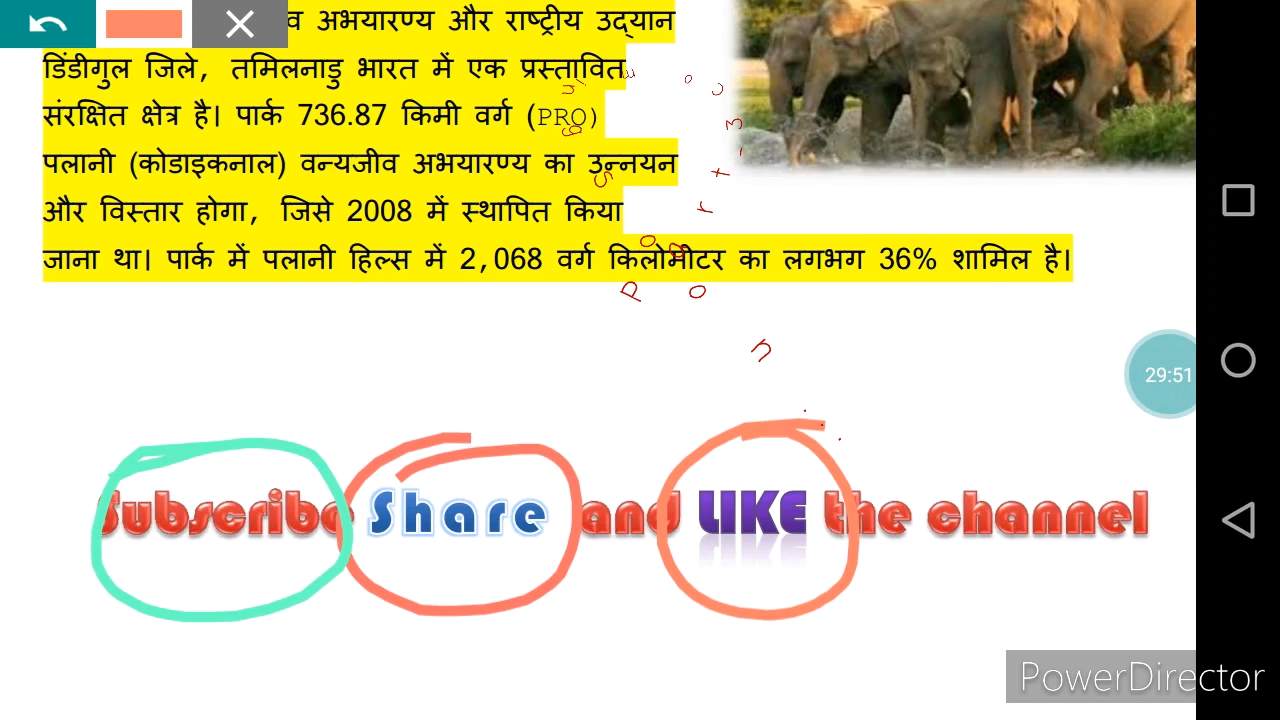 व अभयारण्य और राष्ट्रीय उद्यान
डिंडीगुल जिले, तमिलनाडु भारत में एक प्रस्तावित
संरक्षित क्षेत्र है। पार्क 736.87 किमी वर्ग (PRO)
पलानी (कोडाइकनाल) वन्यजीव अभयारण्य का उन्नयन
और विस्तार होगा, जिसे 2008 में स्थापित किया
जाना था। पार्क में पलानी हिल्स में 2,068 वर्ग किलोमीटर का लगभग 36% शामिल है।
29:51
Subscribe Share and LIKE the channel
PowerDirector